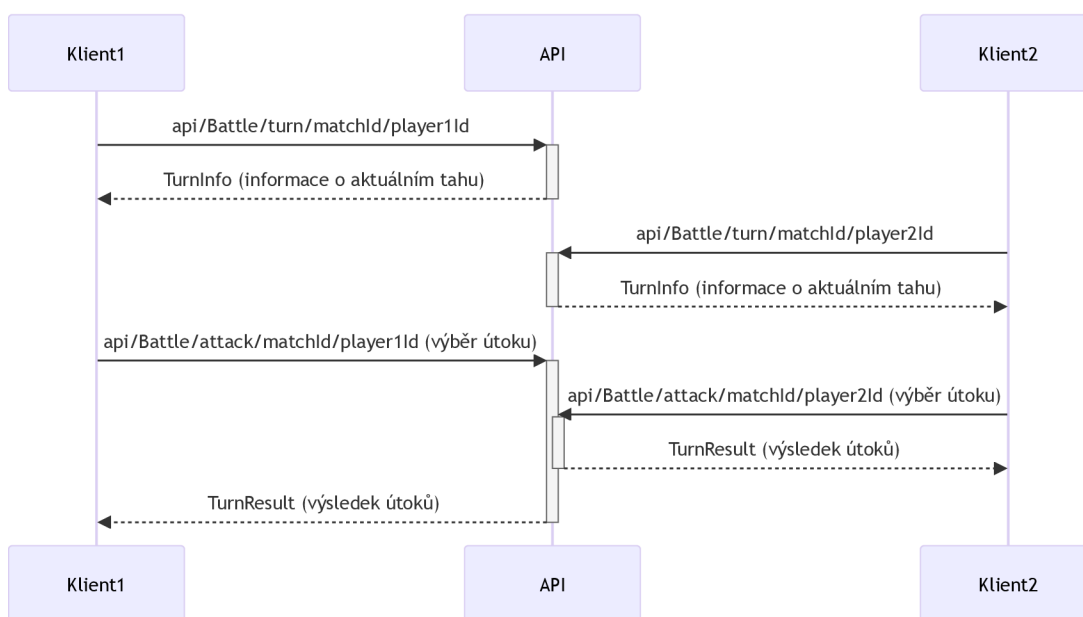 Klient1
API
Klient2
api/Battle/turn/matchId/player1Id
TurnInfo (informace o aktuálním tahu)
api/Battle/turn/matchId/player2Id
TurnInfo (informace o aktuálním tahu)
api/Battle/attack/matchId/player1Id (výběr útoku)
api/Battle/attack/matchId/player2Id (výběr útoku)
TurnResult (výsledek útoků)
TurnResult (výsledek útoků)
Klient1
API
Klient2